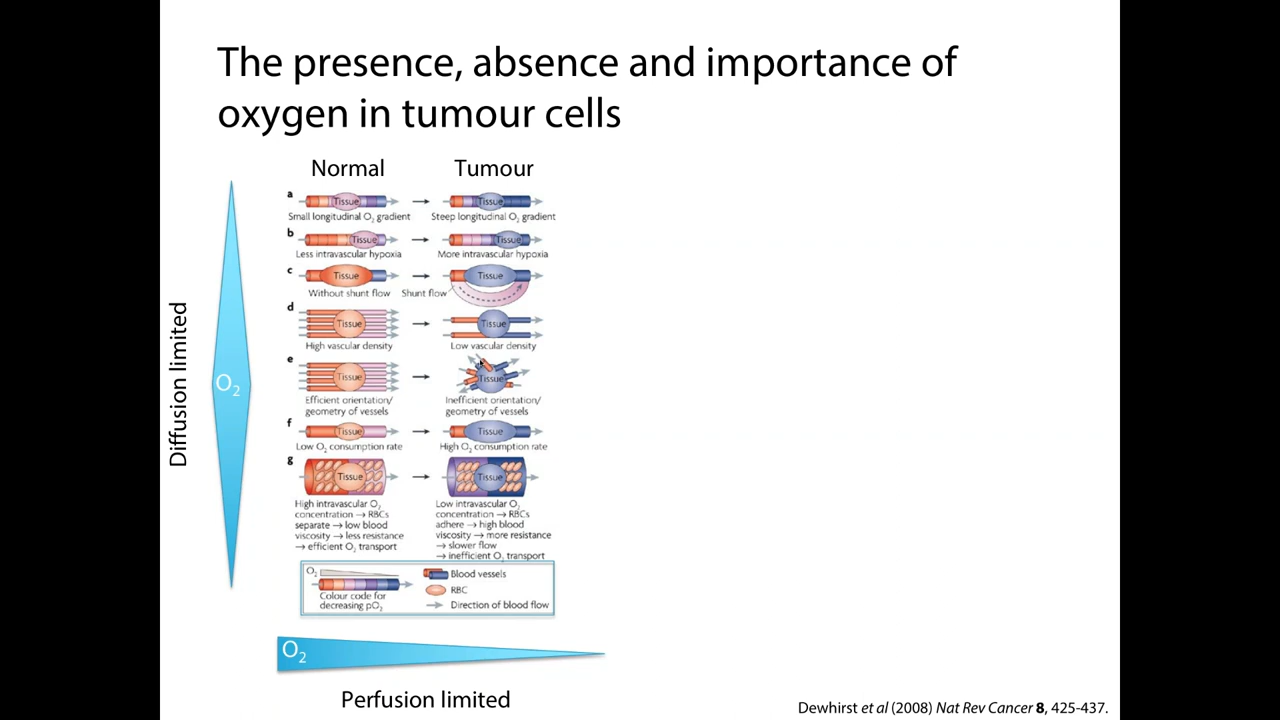 The presence, absence and importance of
oxygen in tumour cells
Normal
Tumour
a
Tissue
Tissue
Small longitudinal O₂ gradient
Steep longitudinal O₂ gradient
b
Tissue
Tissue
Less intravascular hypoxia
More intravascular hypoxia
c
Tissue
Tissue
Without shunt flow
Shunt flow
d
Tissue
Tissue
High vascular density
Low vascular density
e
Tissue
Tissue
Efficient orientation/
geometry of vessels
Inefficient orientation/
geometry of vessels
f
Tissue
Tissue
Low O₂ consumption rate
High O₂ consumption rate
g
Tissue
Tissue
High intravascular O₂
concentration → RBCs
separate → low blood
viscosity → less resistance
→ efficient O₂ transport
Low intravascular O₂
concentration → RBCs
adhere → high blood
viscosity → more resistance
→ slower flow
→ inefficient O₂ transport
O₂
Colour code for
decreasing pO₂
Blood vessels
RBC
Direction of blood flow
Diffusion limited
O₂
O₂
Perfusion limited
Dewhirst et al (2008) Nat Rev Cancer 8, 425-437.